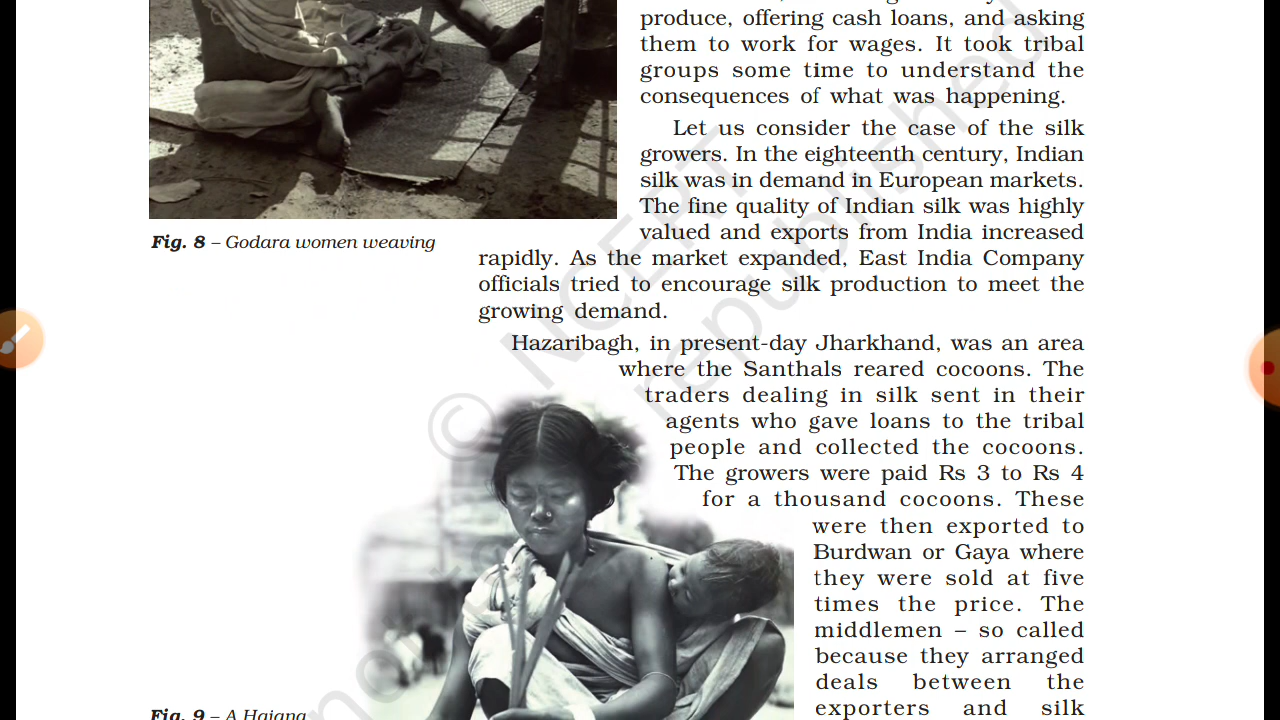 produce, offering cash loans, and asking
them to work for wages. It took tribal
groups some time to understand the
consequences of what was happening.
Let us consider the case of the silk
growers. In the eighteenth century, Indian
silk was in demand in European markets.
The fine quality of Indian silk was highly
valued and exports from India increased
rapidly. As the market expanded, East India Company
officials tried to encourage silk production to meet the
growing demand.
Fig. 8 – Godara women weaving
Hazaribagh, in present-day Jharkhand, was an area
where the Santhals reared cocoons. The
traders dealing in silk sent in their
agents who gave loans to the tribal
people and collected the cocoons.
The growers were paid Rs 3 to Rs 4
for a thousand cocoons. These
were then exported to
Burdwan or Gaya where
they were sold at five
times the price. The
middlemen – so called
because they arranged
deals between the
exporters and silk
Fig. 9 – A Hajang
© NCERT
republished